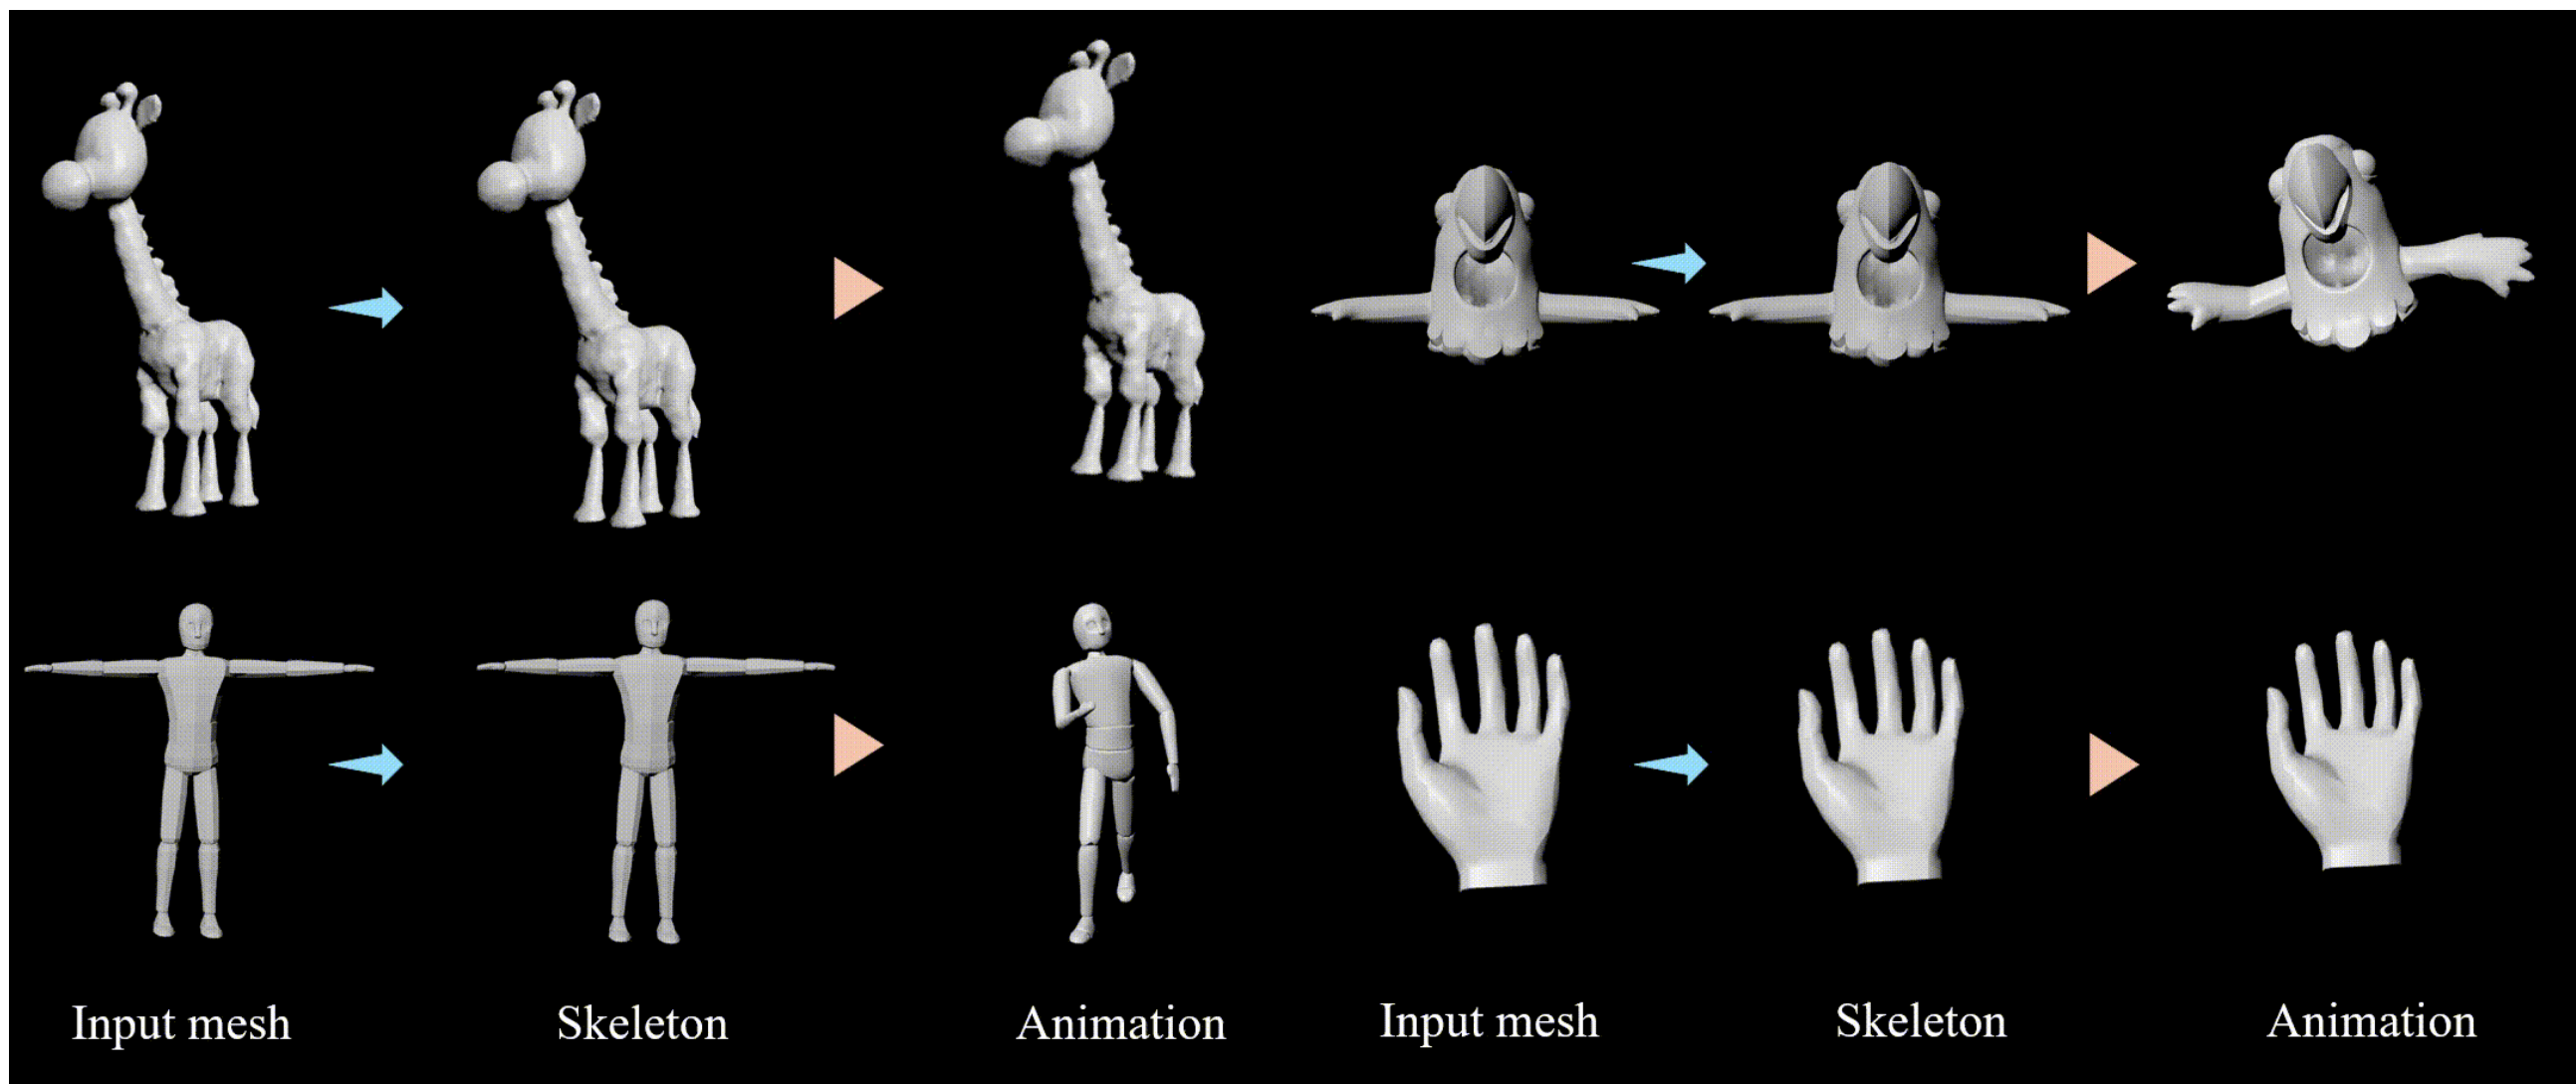 Input mesh
Skeleton
Animation
Input mesh
Skeleton
Animation